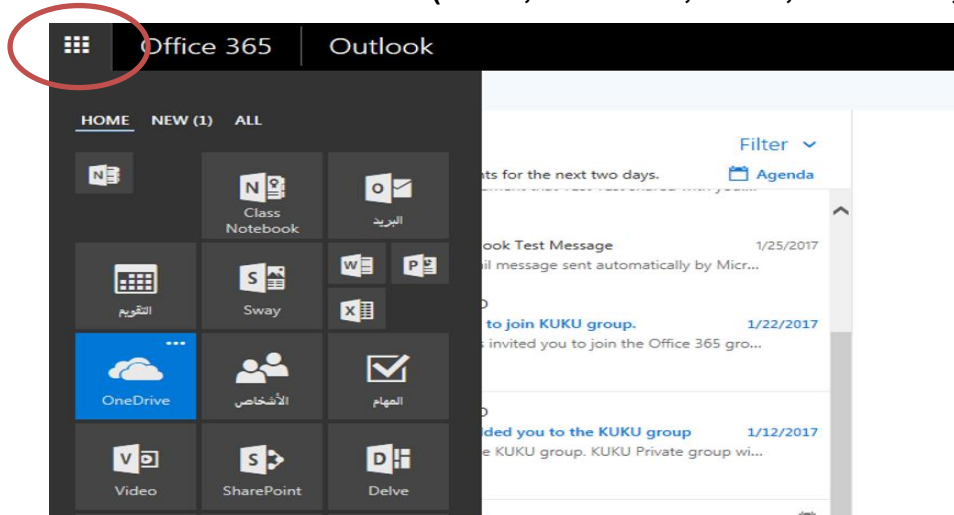 Office 365 Outlook
HOME NEW (1) ALL
Class
Notebook
البريد
التقويم
Sway
OneDrive
الأشخاص
المهام
Video
SharePoint
Delve
Filter
ts for the next two days. Agenda
ook Test Message 1/25/2017
il message sent automatically by Micr...
to join KUKU group. 1/22/2017
invited you to join the Office 365 gro...
ded you to the KUKU group 1/12/2017
e KUKU group. KUKU Private group wi...